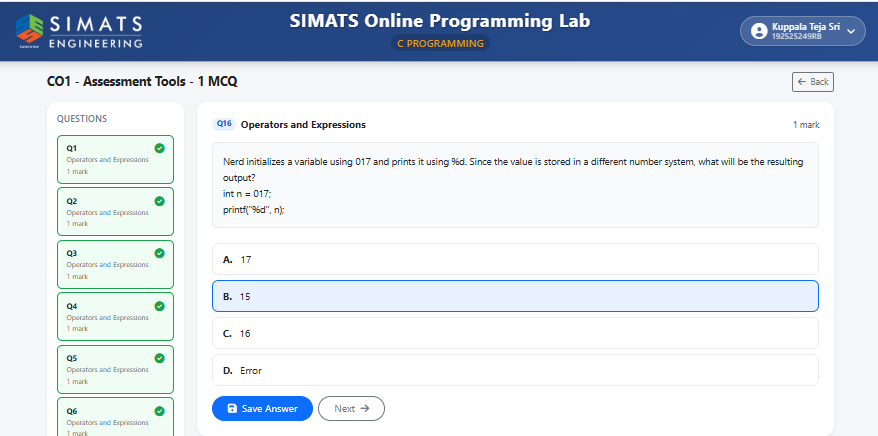 SIMATS
ENGINEERING
SIMATS Online Programming Lab
C PROGRAMMING
Kuppala Teja Sri
192525249RB
CO1 - Assessment Tools - 1 MCQ
← Back
QUESTIONS
Q1
Operators and Expressions
1 mark
Q2
Operators and Expressions
1 mark
Q3
Operators and Expressions
1 mark
Q4
Operators and Expressions
1 mark
Q5
Operators and Expressions
1 mark
Q6
Operators and Expressions
1 mark
Q16 Operators and Expressions
1 mark
Nerd initializes a variable using 017 and prints it using %d. Since the value is stored in a different number system, what will be the resulting
output?
int n = 017;
printf("%d", n);
A. 17
B. 15
C. 16
D. Error
Save Answer
Next →